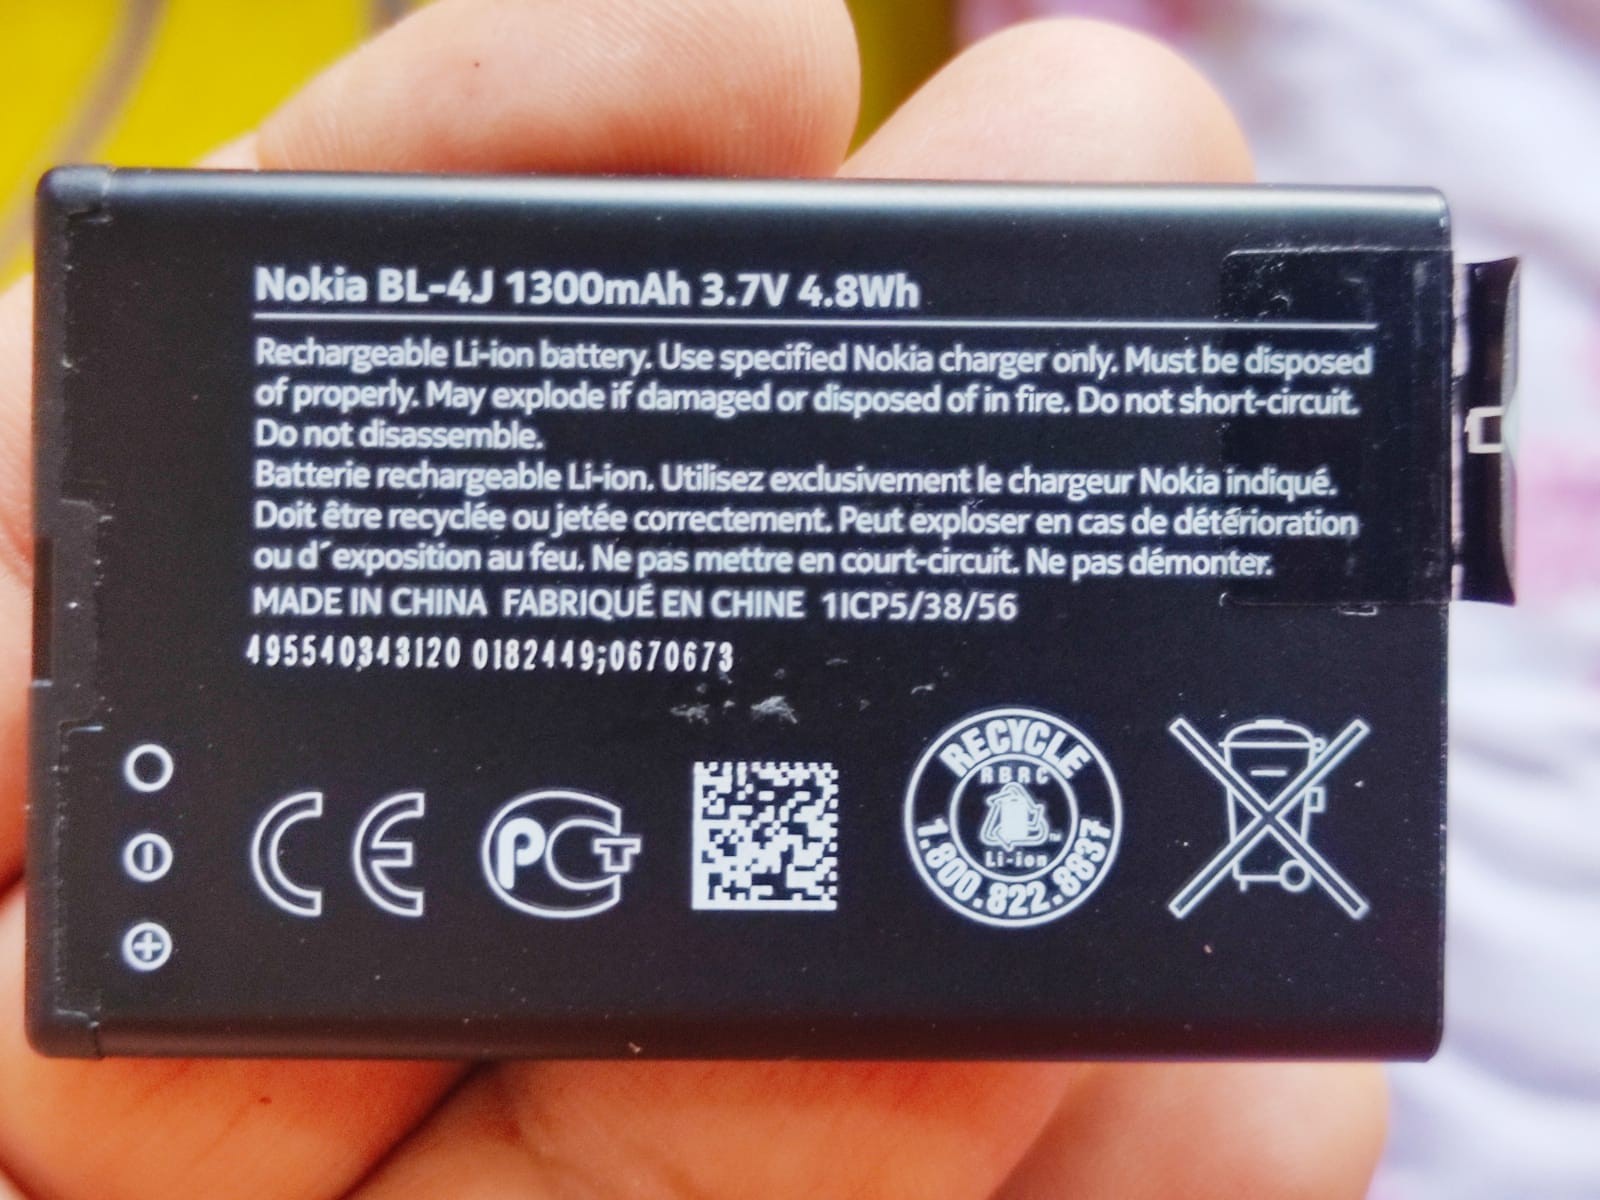 Nokia BL-4J 1300mAh 3.7V 4.8Wh
Rechargeable Li-ion battery. Use specified Nokia charger only. Must be disposed
of properly. May explode if damaged or disposed of in fire. Do not short-circuit.
Do not disassemble.
Batterie rechargeable Li-ion. Utilisez exclusivement le chargeur Nokia indiqué.
Doit être recyclée ou jetée correctement. Peut exploser en cas de détérioration
ou d´exposition au feu. Ne pas mettre en court-circuit. Ne pas démonter.
MADE IN CHINA FABRIQUÉ EN CHINE 1ICP5/38/56
495540343120 0182449;0670673
CE
РСТ
RECYCLE
RBRC
TM
Li-ion
1.800.822.8837